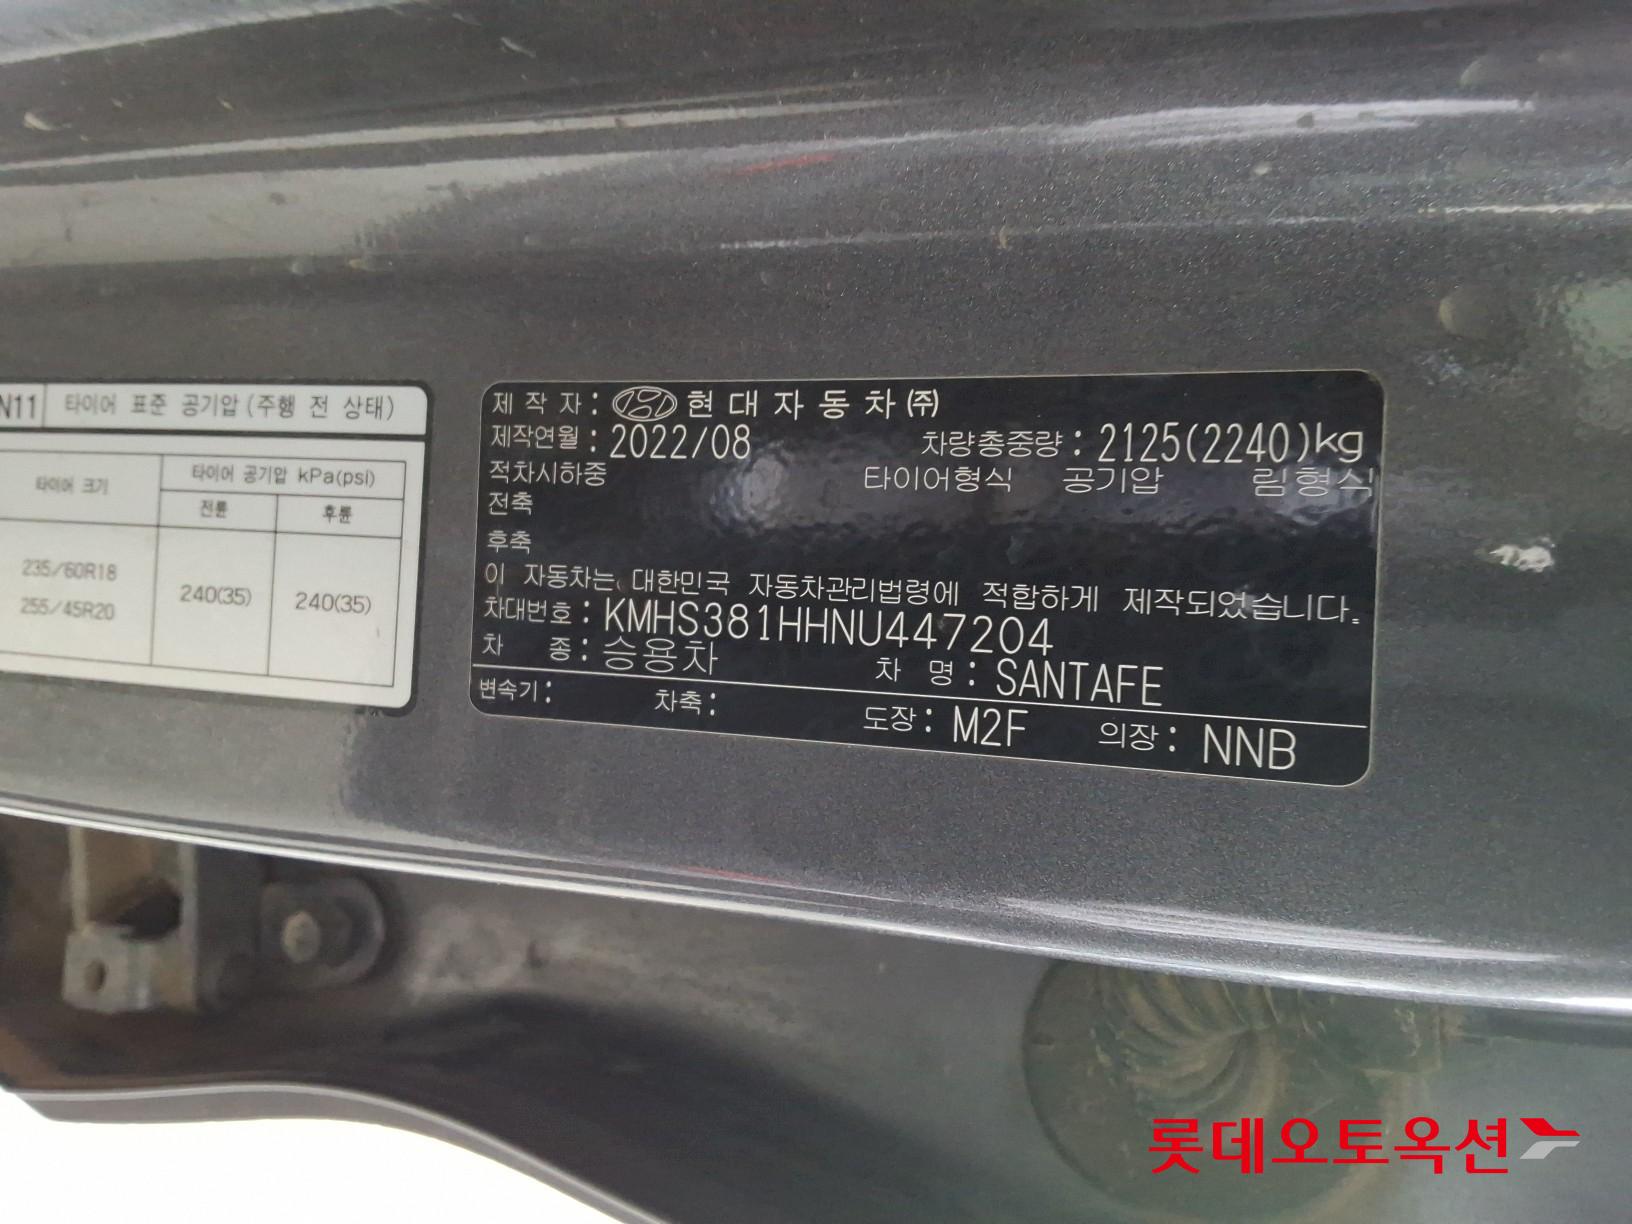 N11 타이어 표준 공기압 (주행 전 상태)
타이어 크기
타이어 공기압 kPa(psi)
전륜 후륜
235/60R18
255/45R20
240(35) 240(35)
제 작 자 : 현 대 자 동 차 ㈜
제작연월 : 2022/08 차량총중량 : 2125(2240)kg
적차시하중 타이어형식 공기압 림형식
전축
후축
이 자동차는 대한민국 자동차관리법령에 적합하게 제작되었습니다.
차대번호 : KMHS381HHNU447204
차 종 : 승용차 차 명 : SANTAFE
변속기 : 차축 : 도장 : M2F 의장 : NNB
롯데오토옥션